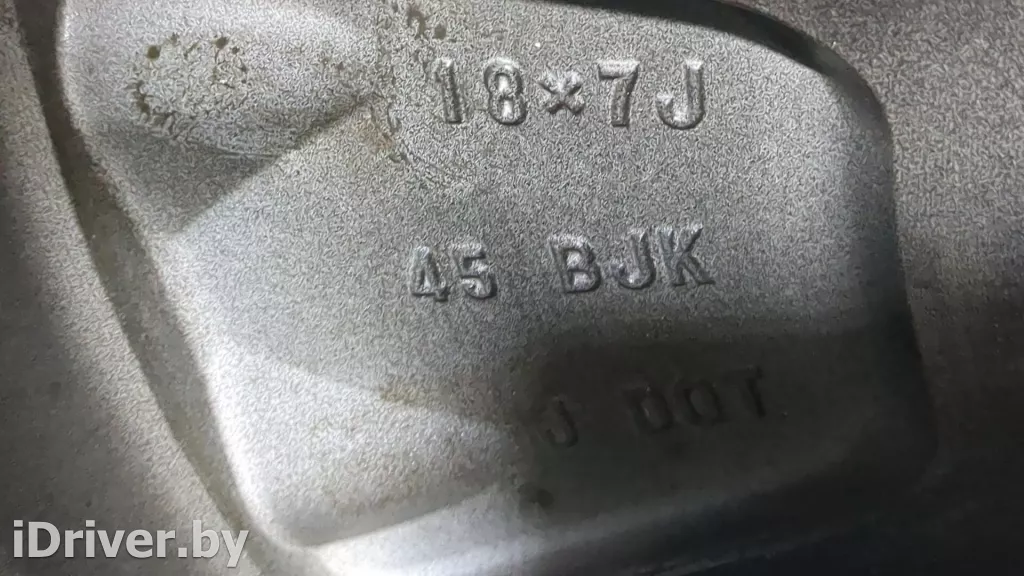 18×7J
45 BJK
J DOT
iDriver.by